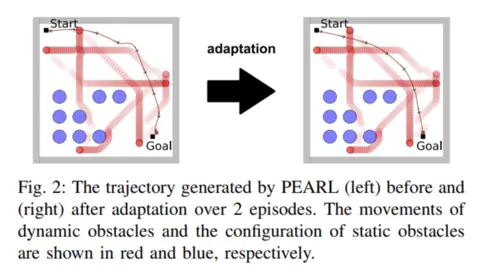 Start
Goal
adaptation
Start
Goal
Fig. 2: The trajectory generated by PEARL (left) before and
(right) after adaptation over 2 episodes. The movements of
dynamic obstacles and the configuration of static obstacles
are shown in red and blue, respectively.